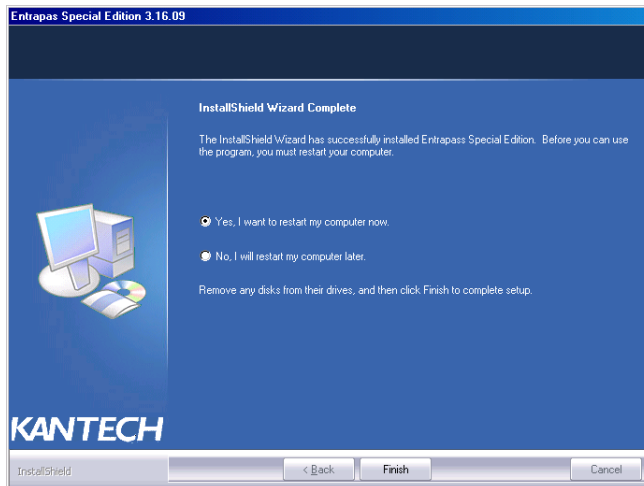 Entrapas Special Edition 3.16.09
InstallShield Wizard Complete
The InstallShield Wizard has successfully installed Entrapass Special Edition. Before you can use
the program, you must restart your computer.
Yes, I want to restart my computer now.
No, I will restart my computer later.
Remove any disks from their drives, and then click Finish to complete setup.
KANTECH
InstallShield
< Back
Finish
Cancel